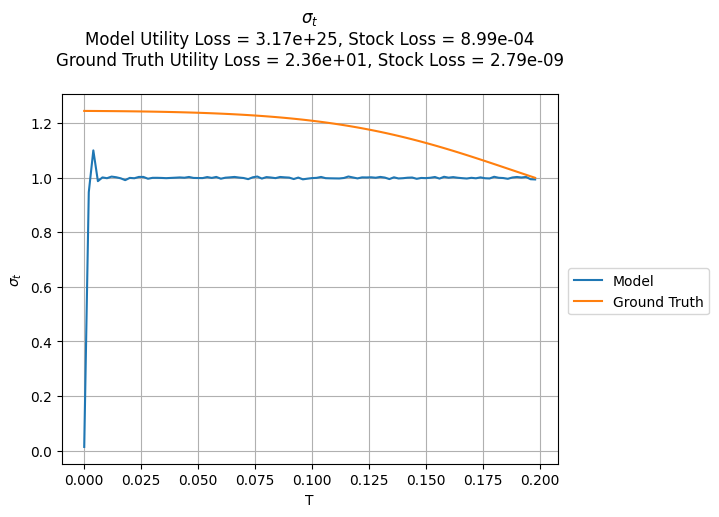 σₜ
Model Utility Loss = 3.17e+25, Stock Loss = 8.99e-04
Ground Truth Utility Loss = 2.36e+01, Stock Loss = 2.79e-09
1.2
1.0
0.8
0.6
0.4
0.2
0.0
σₜ
0.000 0.025 0.050 0.075 0.100 0.125 0.150 0.175 0.200
T
Model
Ground Truth